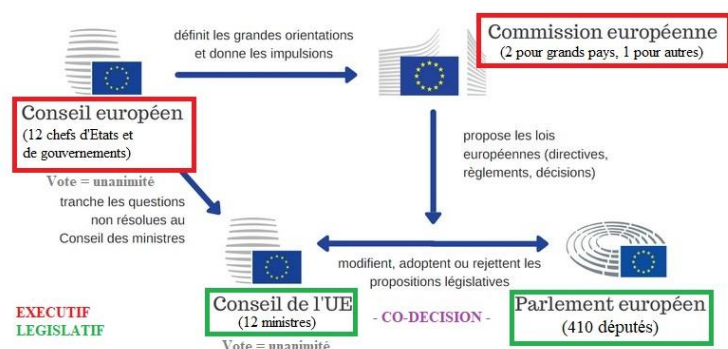 définit les grandes orientations
et donne les impulsions
Commission européenne
(2 pour grands pays, 1 pour autres)
Conseil européen
(12 chefs d'Etats et
de gouvernements)
Vote = unanimité
tranche les questions
non résolues au
Conseil des ministres
propose les lois
européennes (directives,
règlements, décisions)
modifient, adoptent ou rejettent les
propositions législatives
Conseil de l'UE
(12 ministres)
Vote = unanimité
- CO-DECISION -
Parlement européen
(410 députés)
EXECUTIF
LEGISLATIF